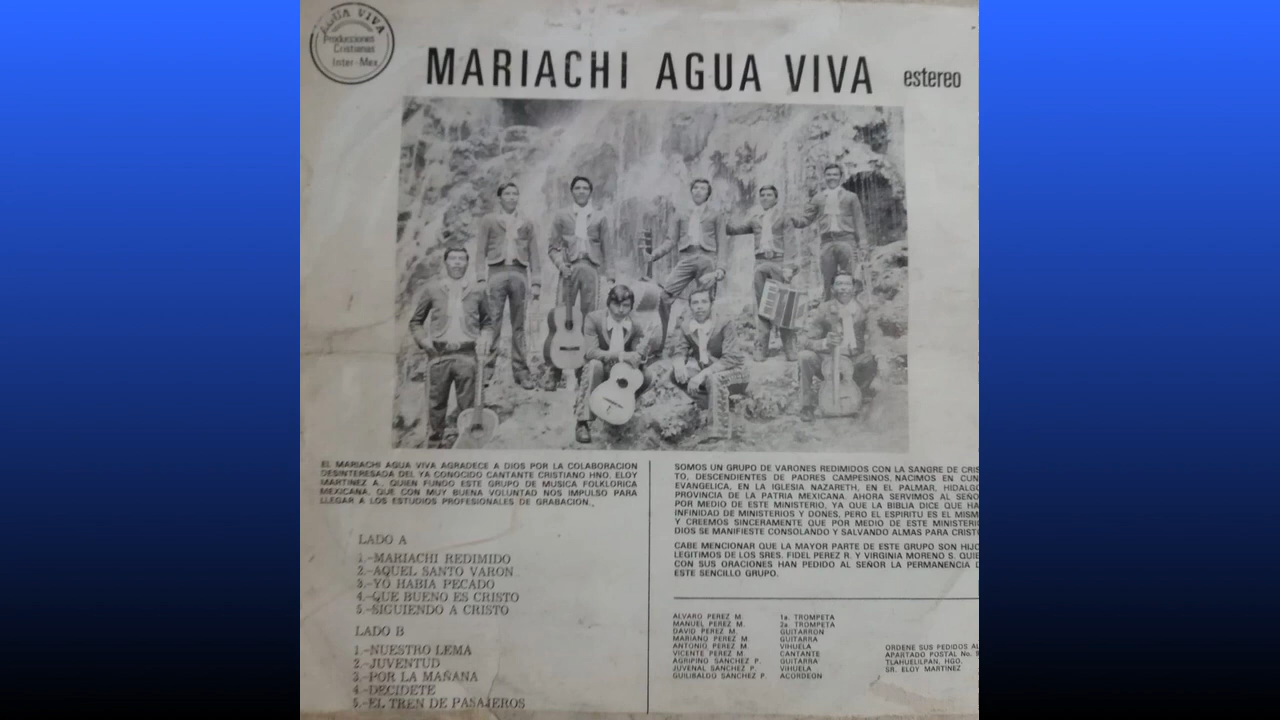 AGUA VIVA
Producciones
Cristianas
Inter-Mex
MARIACHI AGUA VIVA estereo
EL MARIACHI AGUA VIVA AGRADECE A DIOS POR LA COLABORACION
DESINTERESADA DEL YA CONOCIDO CANTANTE CRISTIANO HNO. ELOY
MARTINEZ A., QUIEN FUNDO ESTE GRUPO DE MUSICA FOLKLORICA
MEXICANA, QUE CON MUY BUENA VOLUNTAD NOS IMPULSO PARA
LLEGAR A LOS ESTUDIOS PROFESIONALES DE GRABACION.,
LADO A
1.-MARIACHI REDIMIDO
2.-AQUEL SANTO VARON
3.-YO HABIA PECADO
4.-QUE BUENO ES CRISTO
5.-SIGUIENDO A CRISTO
LADO B
1.-NUESTRO LEMA
2.-JUVENTUD
3.-POR LA MAÑANA
4.-DECIDETE
5.-EL TREN DE PASAJEROS
SOMOS UN GRUPO DE VARONES REDIMIDOS CON LA SANGRE DE CRIS
TO, DESCENDIENTES DE PADRES CAMPESINOS, NACIMOS EN CUN
EVANGELICA, EN LA IGLESIA NAZARETH, EN EL PALMAR, HIDALGO
PROVINCIA DE LA PATRIA MEXICANA. AHORA SERVIMOS AL SEÑO
POR MEDIO DE ESTE MINISTERIO, YA QUE LA BIBLIA DICE QUE HA
INFINIDAD DE MINISTERIOS Y DONES, PERO EL ESPIRITU ES EL MISM
Y CREEMOS SINCERAMENTE QUE POR MEDIO DE ESTE MINISTERIO
DIOS SE MANIFIESTE CONSOLANDO Y SALVANDO ALMAS PARA CRIST
CABE MENCIONAR QUE LA MAYOR PARTE DE ESTE GRUPO SON HIJO
LEGITIMOS DE LOS SRES. FIDEL PEREZ R. Y VIRGINIA MORENO S. QUIE
CON SUS ORACIONES HAN PEDIDO AL SEÑOR LA PERMANENCIA D
ESTE SENCILLO GRUPO.
ALVARO PEREZ M. 1a. TROMPETA
MANUEL PEREZ M. 2a. TROMPETA
DAVID PEREZ M. GUITARRON
MARIANO PEREZ M. GUITARRA
ANTONIO PEREZ M. VIHUELA
VICENTE PEREZ M. CANTANTE
AGRIPINO SANCHEZ P. GUITARRA
JUVENAL SANCHEZ P. VIHUELA
GUILIBALDO SANCHEZ P. ACORDEON
ORDENE SUS PEDIDOS AL
APARTADO POSTAL No.
TLAHUELILPAN, HGO.
SR. ELOY MARTINEZ